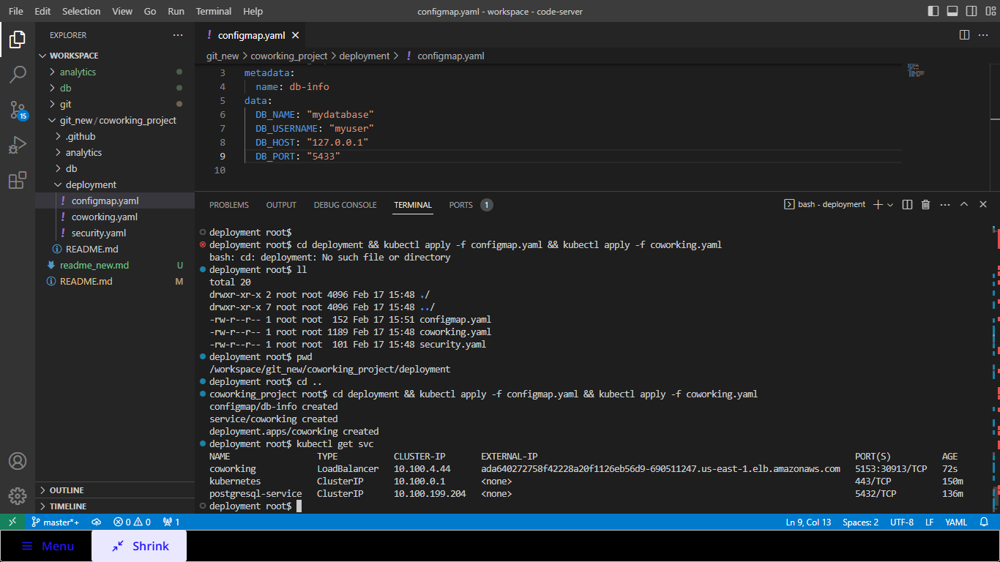 File Edit Selection View Go Run Terminal Help
configmap.yaml - workspace - code-server
EXPLORER
WORKSPACE
analytics
db
git
git_new / coworking_project
.github
analytics
db
deployment
! configmap.yaml
! coworking.yaml
! security.yaml
README.md
readme_new.md U
README.md M
OUTLINE
TIMELINE
15
! configmap.yaml
git_new > coworking_project > deployment > ! configmap.yaml
3 metadata:
4 name: db-info
5 data:
6 DB_NAME: "mydatabase"
7 DB_USERNAME: "myuser"
8 DB_HOST: "127.0.0.1"
9 DB_PORT: "5433"
10
PROBLEMS OUTPUT DEBUG CONSOLE TERMINAL PORTS 1
bash - deployment
deployment root$
deployment root$ cd deployment && kubectl apply -f configmap.yaml && kubectl apply -f coworking.yaml
bash: cd: deployment: No such file or directory
deployment root$ ll
total 20
drwxr-xr-x 2 root root 4096 Feb 17 15:48 ./
drwxr-xr-x 7 root root 4096 Feb 17 15:48 ../
-rw-r--r-- 1 root root  152 Feb 17 15:51 configmap.yaml
-rw-r--r-- 1 root root 1189 Feb 17 15:48 coworking.yaml
-rw-r--r-- 1 root root  101 Feb 17 15:48 security.yaml
deployment root$ pwd
/workspace/git_new/coworking_project/deployment
deployment root$ cd ..
coworking_project root$ cd deployment && kubectl apply -f configmap.yaml && kubectl apply -f coworking.yaml
configmap/db-info created
service/coworking created
deployment.apps/coworking created
deployment root$ kubectl get svc
NAME TYPE CLUSTER-IP EXTERNAL-IP PORT(S) AGE
coworking LoadBalancer 10.100.4.44 ada640272758f42228a20f1126eb56d9-690511247.us-east-1.elb.amazonaws.com 5153:30913/TCP 72s
kubernetes ClusterIP 10.100.0.1 <none> 443/TCP 150m
postgresql-service ClusterIP 10.100.199.204 <none> 5432/TCP 136m
deployment root$
master*+ 0 0 1
Ln 9, Col 13 Spaces: 2 UTF-8 LF YAML
Menu Shrink